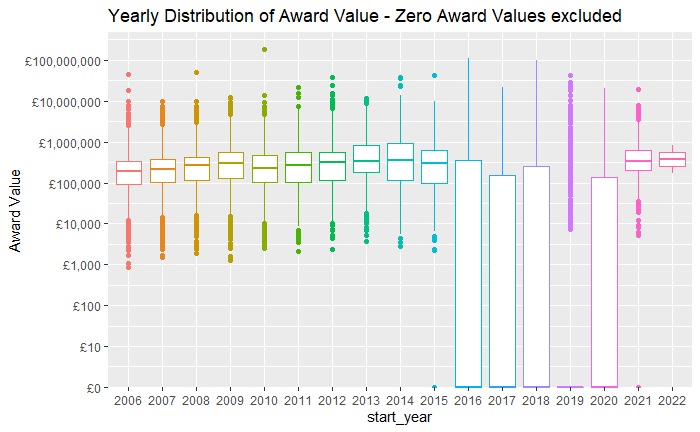 Yearly Distribution of Award Value - Zero Award Values excluded
£100,000,000
£10,000,000
£1,000,000
£100,000
£10,000
£1,000
£100
£10
£0
Award Value
2006 2007 2008 2009 2010 2011 2012 2013 2014 2015 2016 2017 2018 2019 2020 2021 2022
start_year